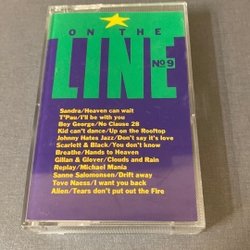 ON THE
LINE
No 9
Sandra/Heaven can wait
T'Pau/I'll be with you
Boy George/No Clause 28
Kid can't dance/Up on the Rooftop
Johnny Hates Jazz/Don't say it's love
Scarlett & Black/You don't know
Breathe/Hands to Heaven
Gillan & Glover/Clouds and Rain
Replay/Michael Mania
Sanne Salomonsen/Drift away
Tove Naess/I want you back
Alien/Tears don't put out the Fire